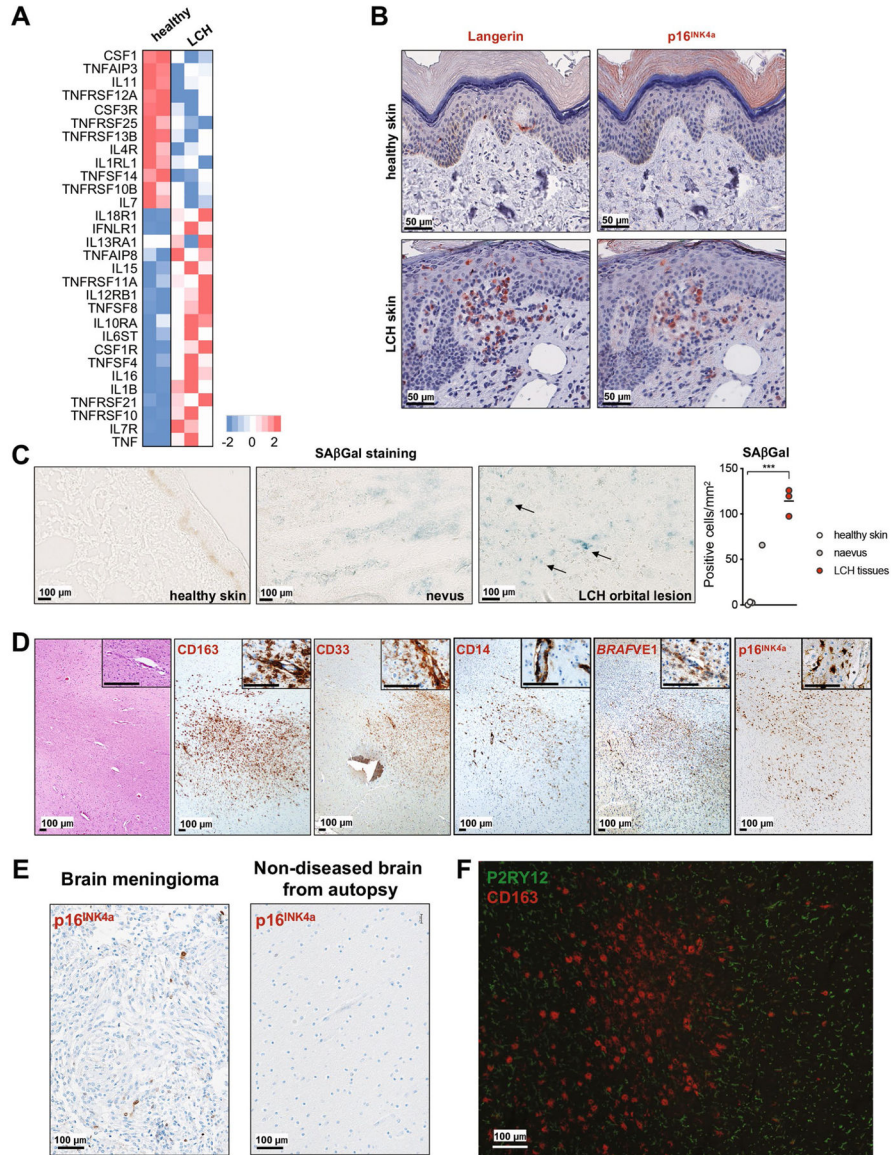 A
healthy
LCH
CSF1
TNFAIP3
IL11
TNFRSF12A
CSF3R
TNFRSF25
TNFRSF13B
IL4R
IL1RL1
TNFSF14
TNFRSF10B
IL7
IL18R1
IFNLR1
IL13RA1
TNFAIP8
IL15
TNFRSF11A
IL12RB1
TNFSF8
IL10RA
IL6ST
CSF1R
TNFSF4
IL16
IL1B
TNFRSF21
TNFRSF10
IL7R
TNF
-2 0 2
B
Langerin
p16INK4a
healthy skin
50 µm
50 µm
LCH skin
50 µm
50 µm
C
SAβGal staining
100 µm
healthy skin
100 µm
nevus
100 µm
LCH orbital lesion
SAβGal
***
Positive cells/mm²
150
100
50
0
healthy skin
naevus
LCH tissues
D
100 µm
CD163
100 µm
CD33
100 µm
CD14
100 µm
BRAFVE1
100 µm
p16INK4a
100 µm
E
Brain meningioma
p16INK4a
100 µm
Non-diseased brain
from autopsy
p16INK4a
100 µm
F
P2RY12
CD163
100 µm